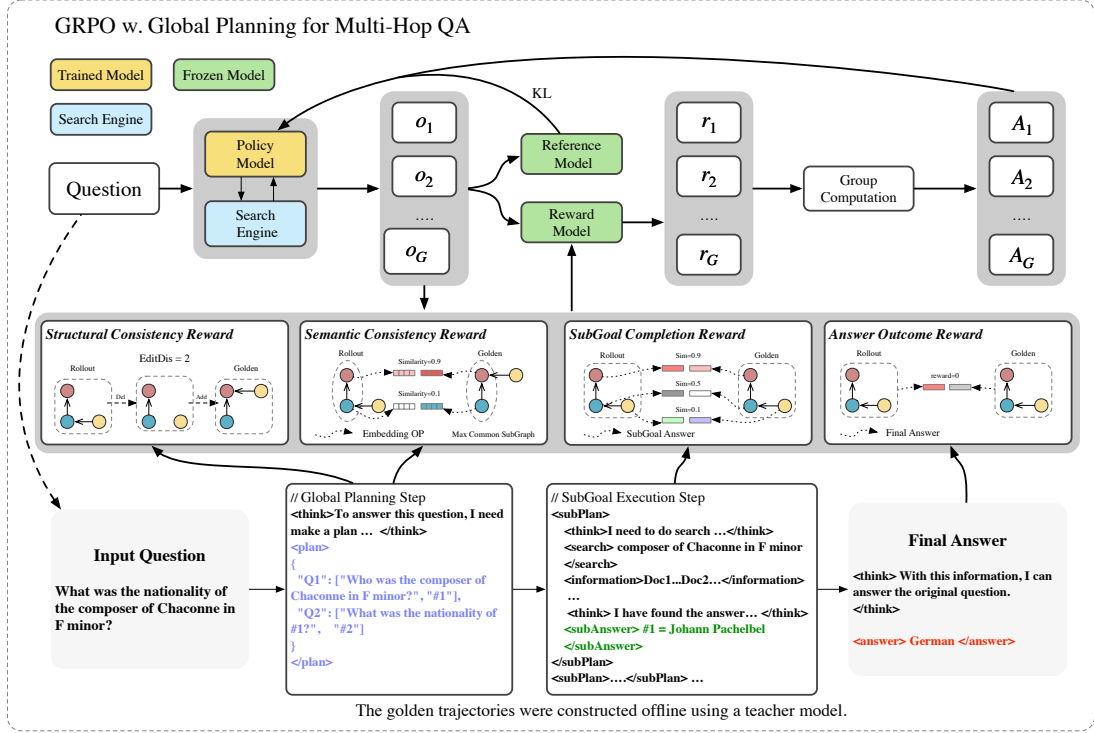 GRPO w. Global Planning for Multi-Hop QA
Trained Model
Frozen Model
Search Engine
Question
Policy
Model
Search
Engine
o1
o2
....
oG
KL
Reference
Model
Reward
Model
r1
r2
....
rG
Group
Computation
A1
A2
....
AG
Structural Consistency Reward
EditDis = 2
Rollout
Golden
Del
Add
Semantic Consistency Reward
Rollout
Golden
Similarity=0.9
Similarity=0.1
Embedding OP
Max Common SubGraph
SubGoal Completion Reward
Rollout
Golden
Sim=0.9
Sim=0.5
Sim=0.1
SubGoal Answer
Answer Outcome Reward
Rollout
Golden
reward=0
Final Answer
Input Question
What was the nationality of
the composer of Chaconne in
F minor?
// Global Planning Step
<think>To answer this question, I need
make a plan … </think>
<plan>
{
"Q1": ["Who was the composer of
Chaconne in F minor?", "#1"],
"Q2": ["What was the nationality of
#1?", "#2"]
}
</plan>
// SubGoal Execution Step
<subPlan>
<think>I need to do search …</think>
<search> composer of Chaconne in F minor
</search>
<information>Doc1...Doc2…</information>
…
<think> I have found the answer… </think>
<subAnswer> #1 = Johann Pachelbel
</subAnswer>
</subPlan>
<subPlan>….</subPlan> …
Final Answer
<think> With this information, I can
answer the original question.
</think>
<answer> German </answer>
The golden trajectories were constructed offline using a teacher model.